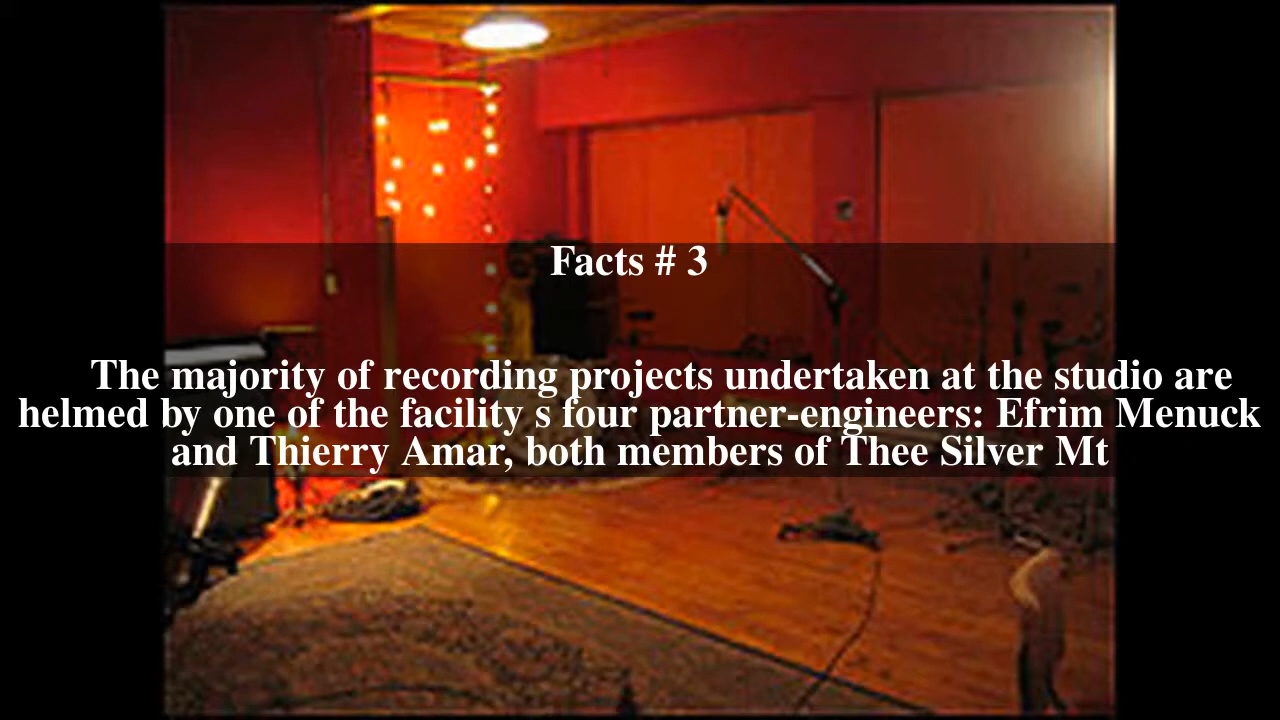 Facts # 3
The majority of recording projects undertaken at the studio are
helmed by one of the facility s four partner-engineers: Efrim Menuck
and Thierry Amar, both members of Thee Silver Mt